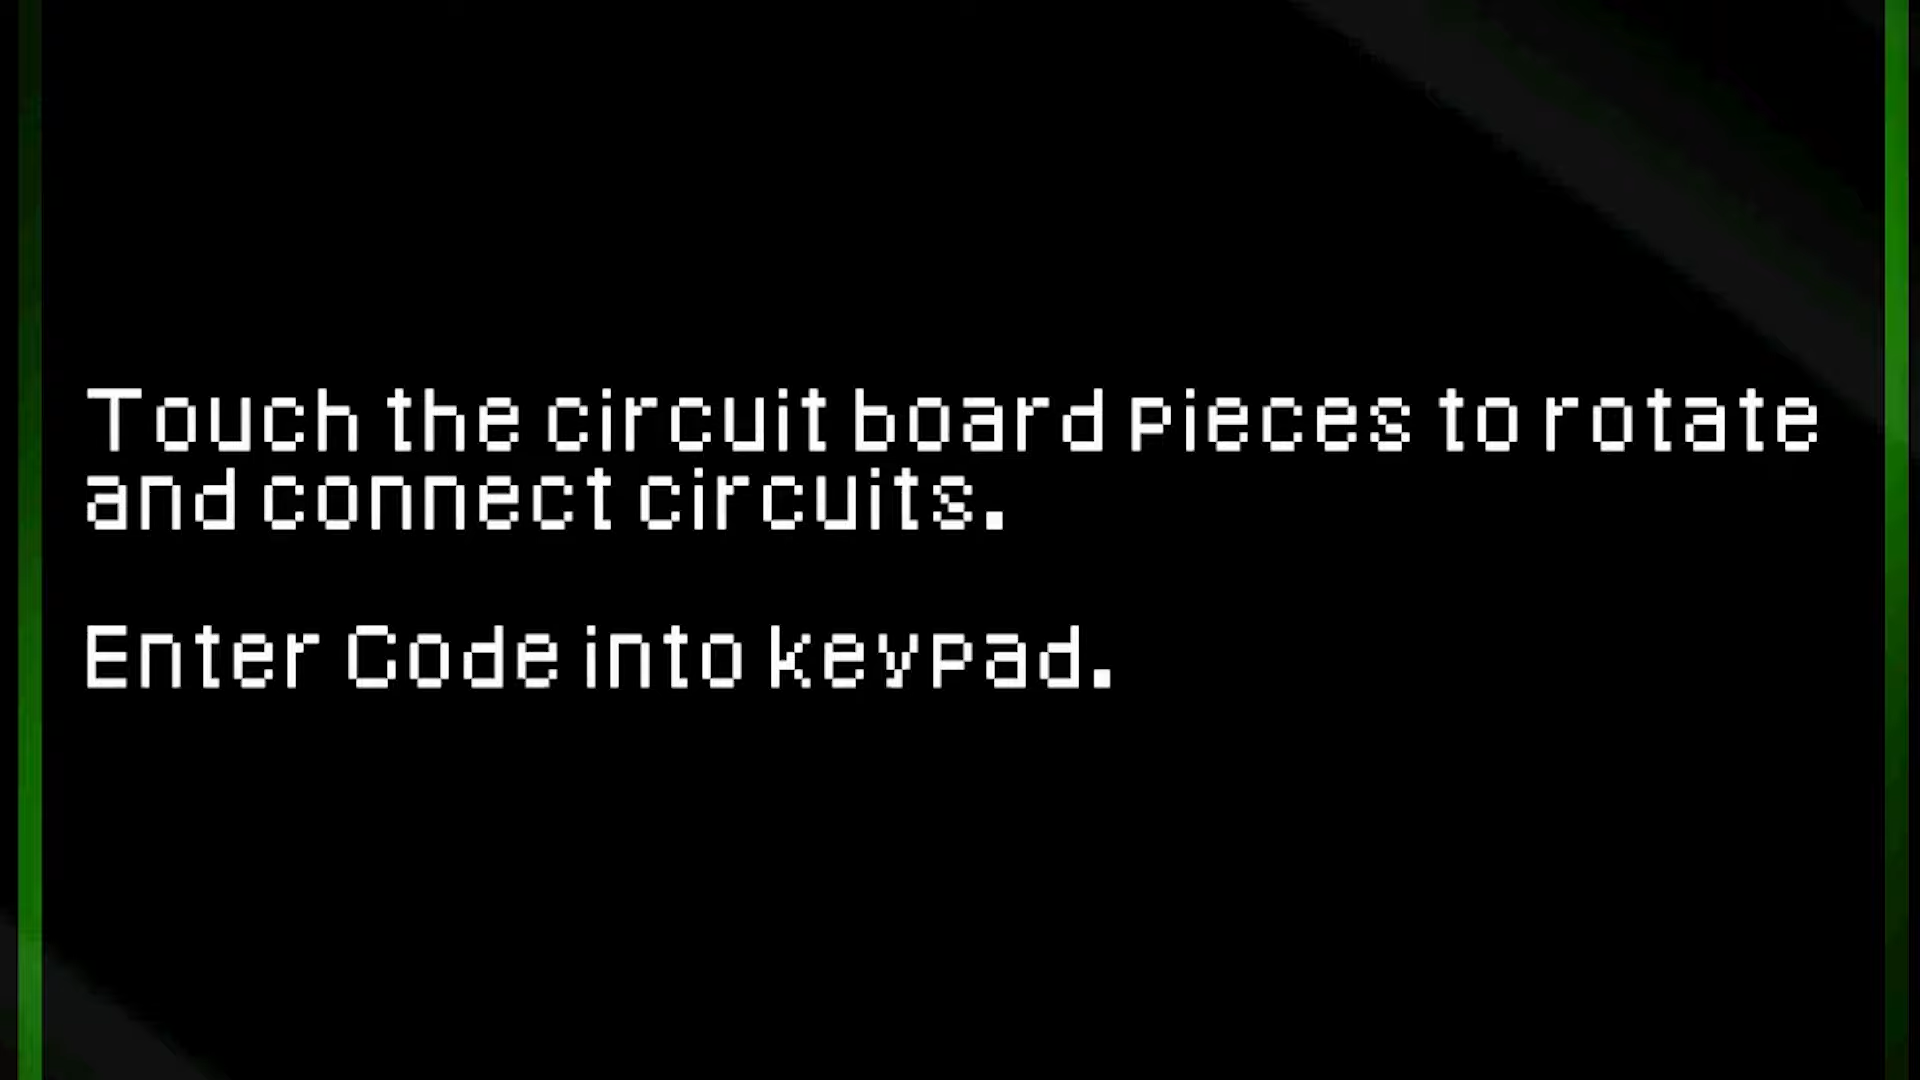 Touch the circuit board pieces to rotate
and connect circuits.
Enter Code into keypad.